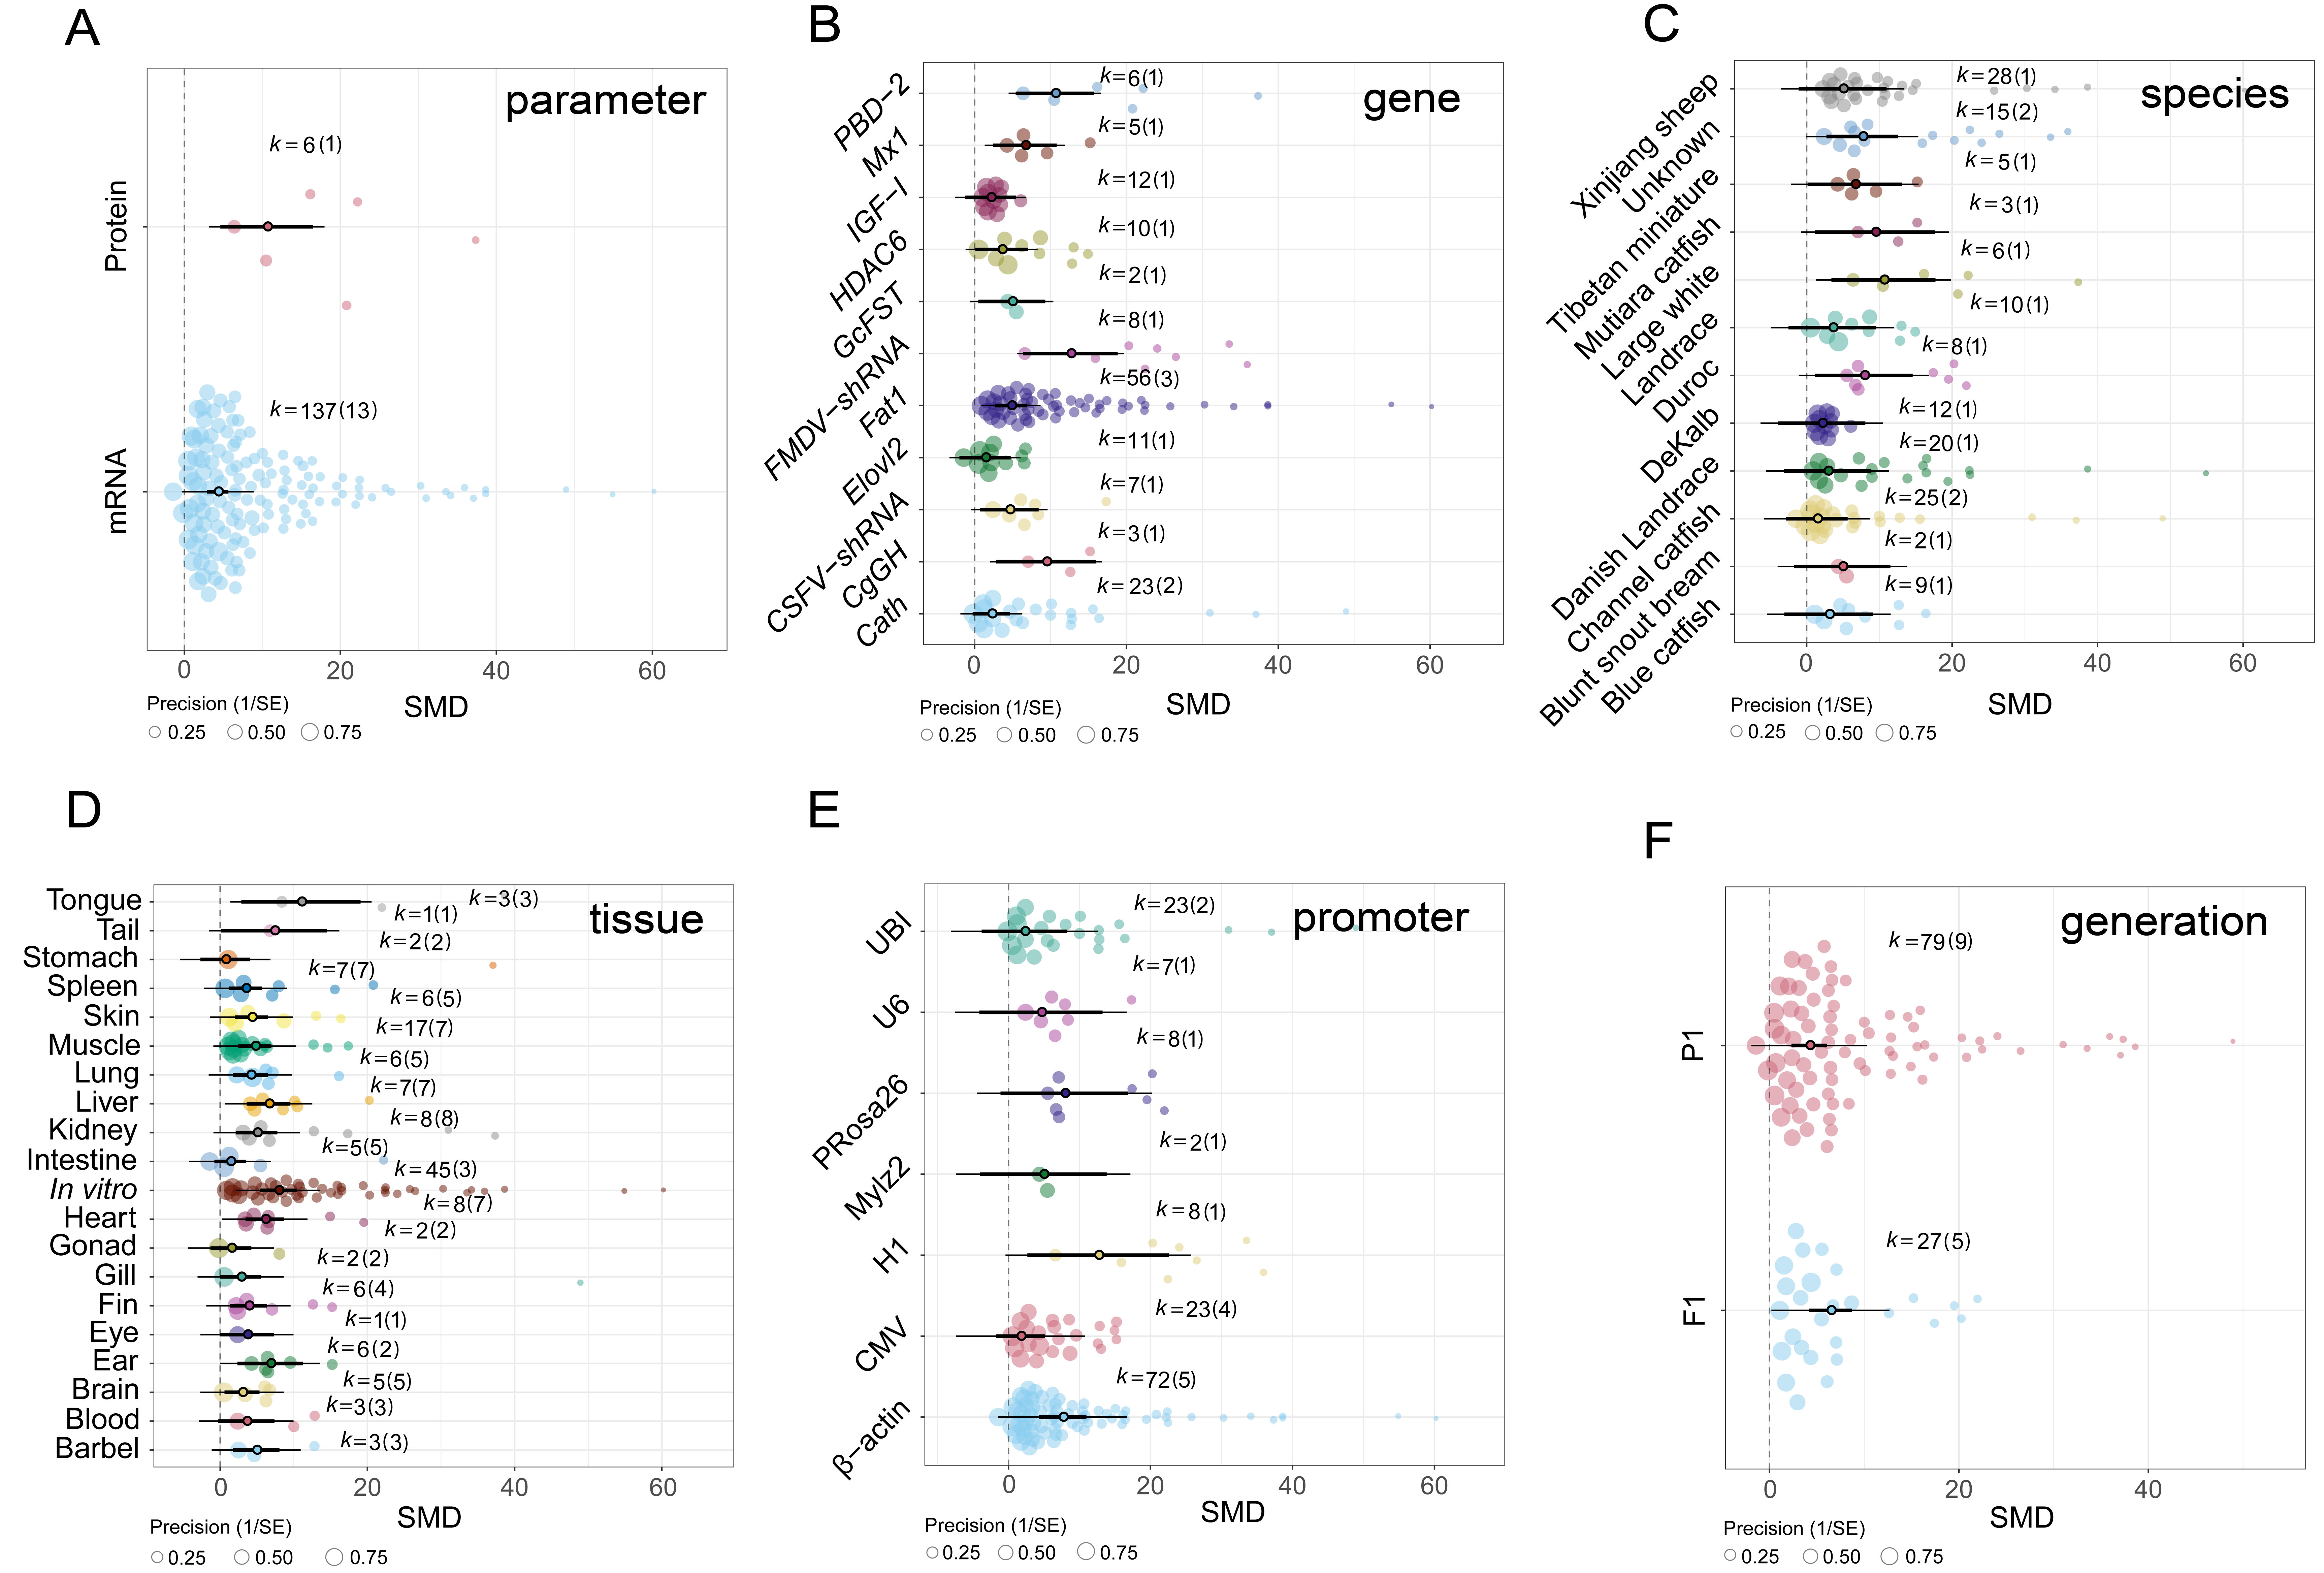 A
parameter
Protein
k=6(1)
mRNA
k=137(13)
0 20 40 60
SMD
Precision (1/SE)
0.25 0.50 0.75
B
gene
PBD−2
k=6(1)
Mx1
k=5(1)
IGF−I
k=12(1)
HDAC6
k=10(1)
GcFST
k=2(1)
FMDV−shRNA
k=8(1)
Fat1
k=56(3)
Elovl2
k=11(1)
CSFV−shRNA
k=7(1)
CgGH
k=3(1)
Cath
k=23(2)
0 20 40 60
SMD
Precision (1/SE)
0.25 0.50 0.75
C
species
Xinjiang sheep
k=28(1)
Unknown
k=15(2)
Tibetan miniature
k=5(1)
Mutiara catfish
k=3(1)
Large white
k=6(1)
Landrace
k=10(1)
Duroc
k=8(1)
DeKalb
k=12(1)
Danish Landrace
k=20(1)
Channel catfish
k=25(2)
Blunt snout bream
k=2(1)
Blue catfish
k=9(1)
0 20 40 60
SMD
Precision (1/SE)
0.25 0.50 0.75
D
tissue
Tongue
k=3(3)
Tail
k=1(1)
Stomach
k=2(2)
Spleen
k=7(7)
Skin
k=6(5)
Muscle
k=17(7)
Lung
k=6(5)
Liver
k=7(7)
Kidney
k=8(8)
Intestine
k=5(5)
In vitro
k=45(3)
Heart
k=8(7)
Gonad
k=2(2)
Gill
k=2(2)
Fin
k=6(4)
Eye
k=1(1)
Ear
k=6(2)
Brain
k=5(5)
Blood
k=3(3)
Barbel
k=3(3)
0 20 40 60
SMD
Precision (1/SE)
0.25 0.50 0.75
E
promoter
UBI
k=23(2)
U6
k=7(1)
PRosa26
k=8(1)
Mylz2
k=2(1)
H1
k=8(1)
CMV
k=23(4)
β−actin
k=72(5)
0 20 40 60
SMD
Precision (1/SE)
0.25 0.50 0.75
F
generation
P1
k=79(9)
F1
k=27(5)
0 20 40
SMD
Precision (1/SE)
0.25 0.50 0.75